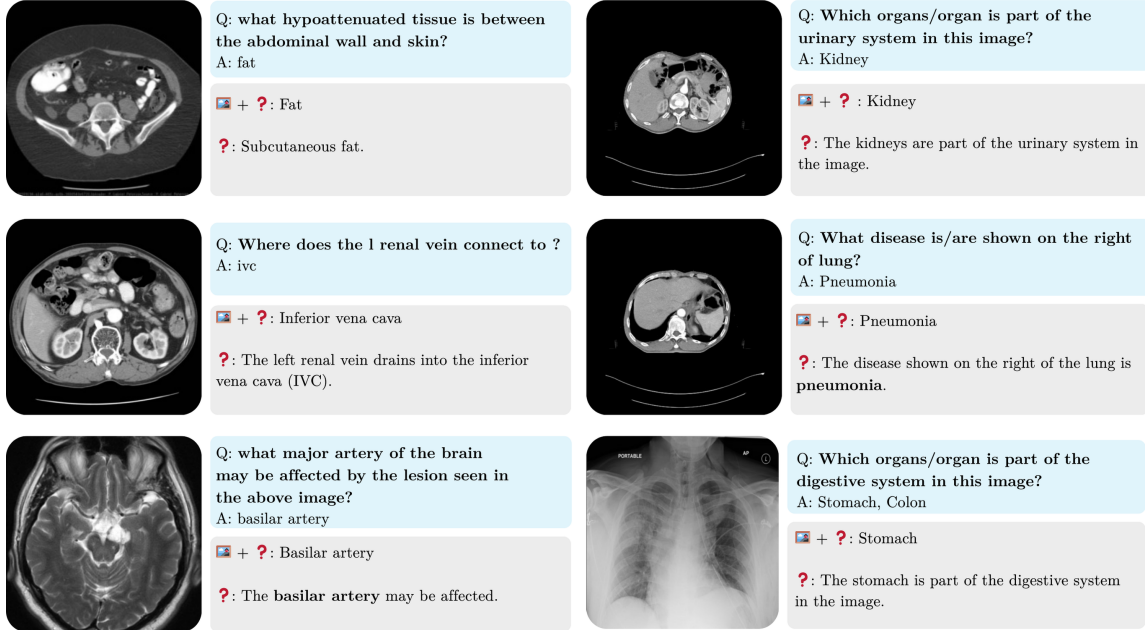 Q: what hypoattenuated tissue is between
the abdominal wall and skin?
A: fat
+ ?: Fat
?: Subcutaneous fat.
Q: Which organs/organ is part of the
urinary system in this image?
A: Kidney
+ ? : Kidney
?: The kidneys are part of the urinary system in
the image.
Q: Where does the l renal vein connect to ?
A: ivc
+ ?: Inferior vena cava
?: The left renal vein drains into the inferior
vena cava (IVC).
Q: What disease is/are shown on the right
of lung?
A: Pneumonia
+ ?: Pneumonia
?: The disease shown on the right of the lung is
pneumonia.
Q: what major artery of the brain
may be affected by the lesion seen in
the above image?
A: basilar artery
+ ?: Basilar artery
?: The basilar artery may be affected.
PORTABLE
AP
L
Q: Which organs/organ is part of the
digestive system in this image?
A: Stomach, Colon
+ ?: Stomach
?: The stomach is part of the digestive system
in the image.